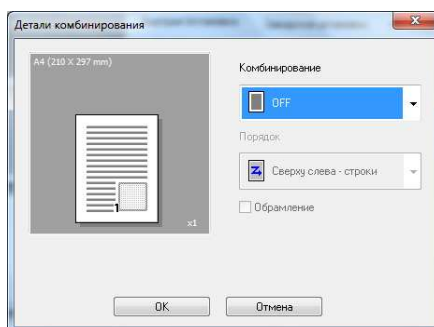 Детали комбинирования
A4 (210 X 297 mm)
1
x1
Комбинирование
OFF
Порядок
Сверху слева - строки
Обрамление
OK
Отмена